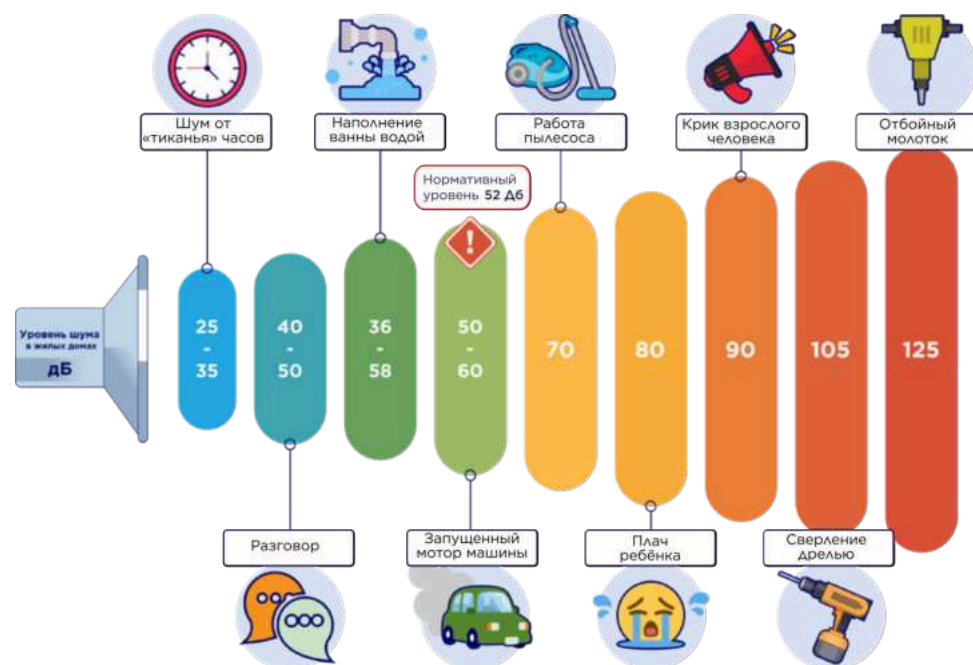 Шум от
«тиканья» часов
Наполнение
ванны водой
Работа
пылесоса
Крик взрослого
человека
Отбойный
молоток
Нормативный
уровень 52 Дб
Уровень шума
в жилых домах
дБ
25
-
35
40
-
50
36
-
58
50
-
60
70
80
90
105
125
Разговор
Запущенный
мотор машины
Плач
ребёнка
Сверление
дрелью